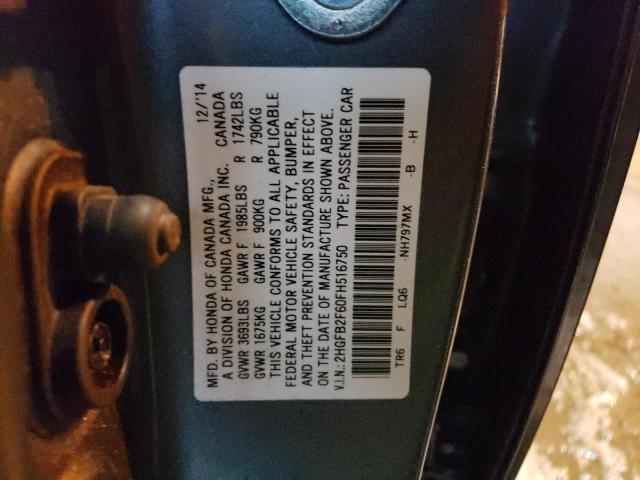 MFD. BY HONDA OF CANADA MFG., 12/'14
A DIVISION OF HONDA CANADA INC. CANADA
GVWR 3693LBS GAWR F 1985LBS R 1742LBS
GVWR 1675KG GAWR F 900KG R 790KG
THIS VEHICLE CONFORMS TO ALL APPLICABLE
FEDERAL MOTOR VEHICLE SAFETY, BUMPER,
AND THEFT PREVENTION STANDARDS IN EFFECT
ON THE DATE OF MANUFACTURE SHOWN ABOVE.
V.I.N.: 2HGFB2F60FH516750 TYPE: PASSENGER CAR
TR6 F LQ6 -NH797MX -B -H